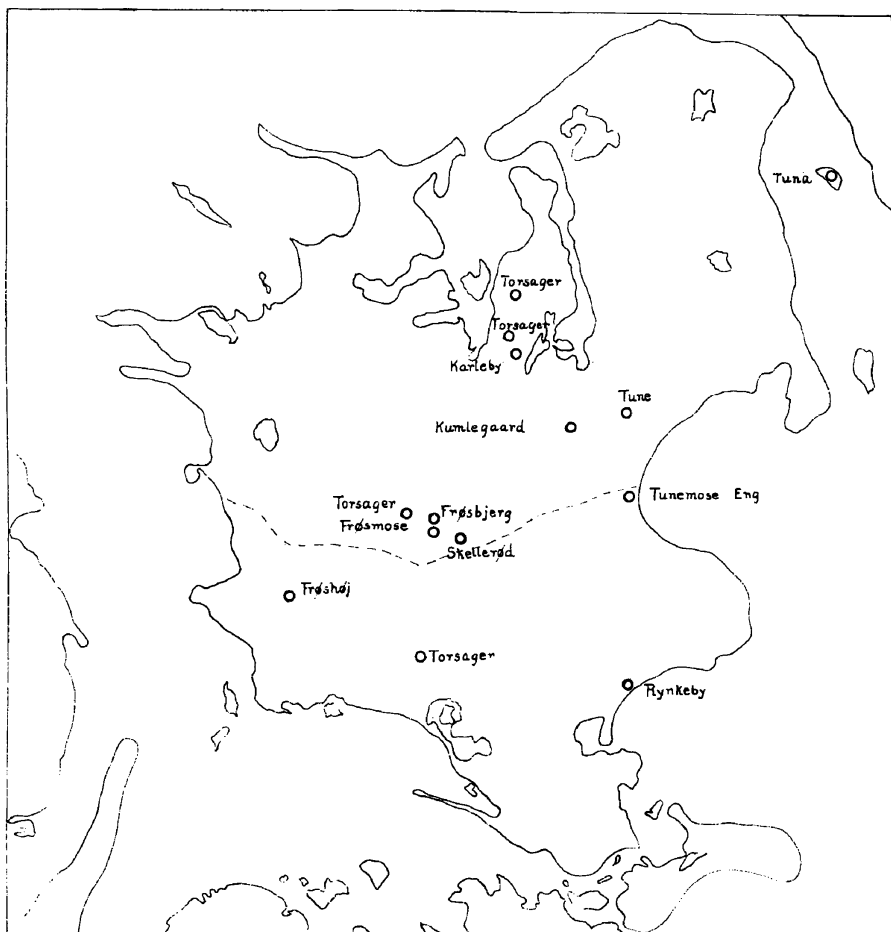 Tuna
Torsager
Torsager
Karleby
Tune
Kumlegaard
Tunemose Eng
Torsager
Frøsbjerg
Frøsmose
Skellerød
Frøshøj
Torsager
Rynkeby